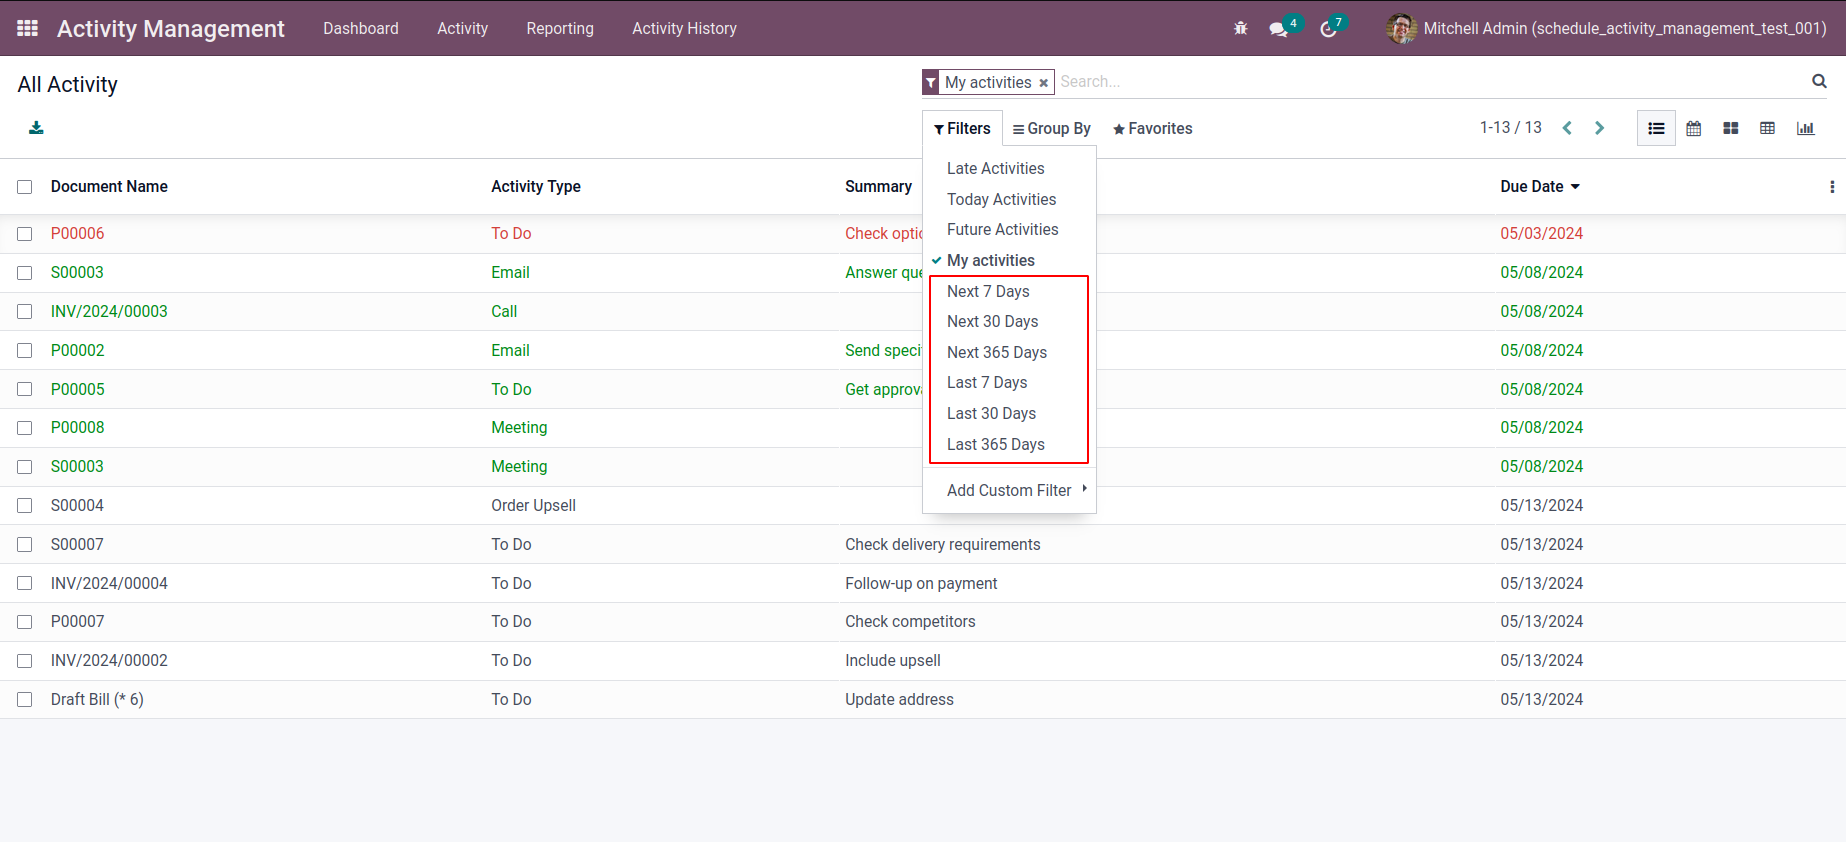 Activity Management Dashboard Activity Reporting Activity History 4 7 Mitchell Admin (schedule_activity_management_test_001)
All Activity My activities Search...
Filters Group By Favorites 1-13 / 13
Late Activities
Today Activities
Future Activities
My activities
Next 7 Days
Next 30 Days
Next 365 Days
Last 7 Days
Last 30 Days
Last 365 Days
Add Custom Filter
Document Name Activity Type Summary Due Date
P00006 To Do Check 05/03/2024
S00003 Email Answer 05/08/2024
INV/2024/00003 Call 05/08/2024
P00002 Email Send 05/08/2024
P00005 To Do Get 05/08/2024
P00008 Meeting 05/08/2024
S00003 Meeting 05/08/2024
S00004 Order Upsell 05/13/2024
S00007 To Do Check delivery requirements 05/13/2024
INV/2024/00004 To Do Follow-up on payment 05/13/2024
P00007 To Do Check competitors 05/13/2024
INV/2024/00002 To Do Include upsell 05/13/2024
Draft Bill (* 6) To Do Update address 05/13/2024